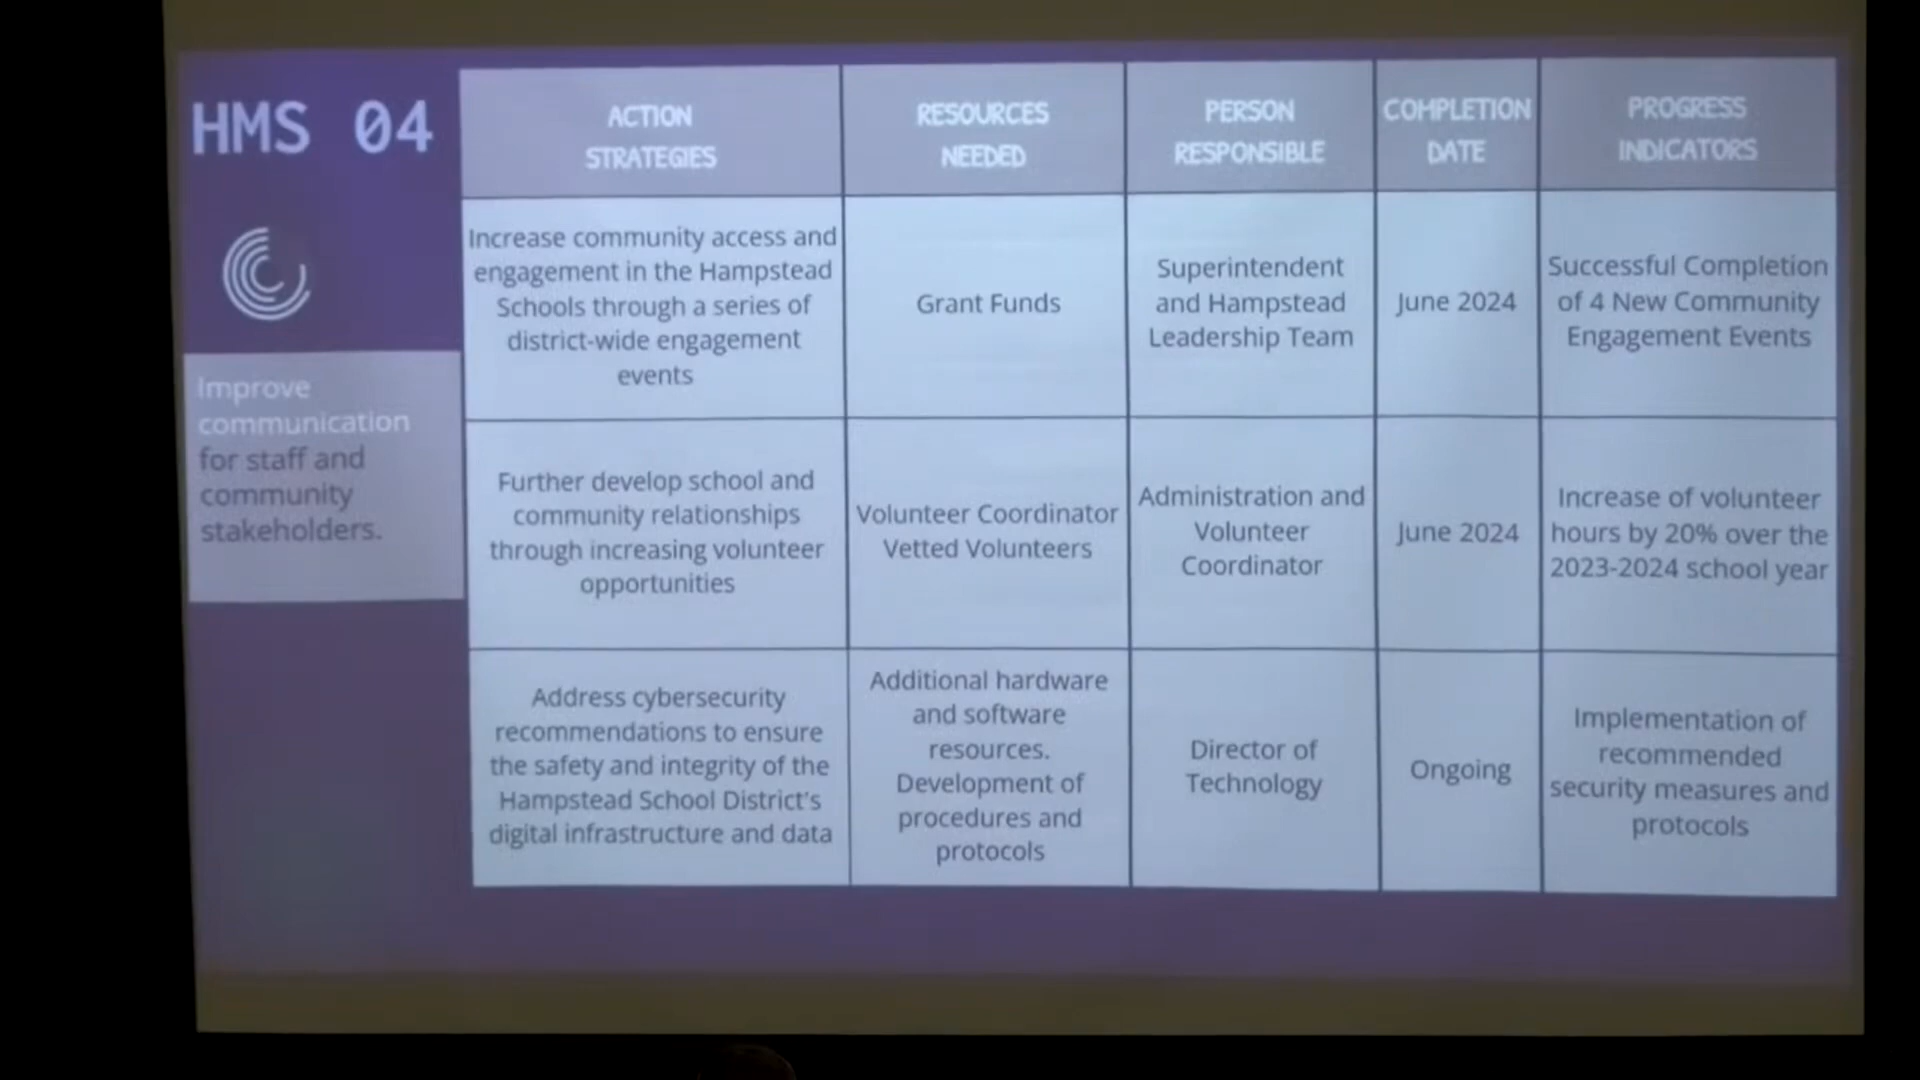 HMS 04
Improve
communication
for staff and
community
stakeholders.
ACTION
STRATEGIES
RESOURCES
NEEDED
PERSON
RESPONSIBLE
COMPLETION
DATE
PROGRESS
INDICATORS
Increase community access and
engagement in the Hampstead
Schools through a series of
district-wide engagement
events
Grant Funds
Superintendent
and Hampstead
Leadership Team
June 2024
Successful Completion
of 4 New Community
Engagement Events
Further develop school and
community relationships
through increasing volunteer
opportunities
Volunteer Coordinator
Vetted Volunteers
Administration and
Volunteer
Coordinator
June 2024
Increase of volunteer
hours by 20% over the
2023-2024 school year
Address cybersecurity
recommendations to ensure
the safety and integrity of the
Hampstead School District's
digital infrastructure and data
Additional hardware
and software
resources.
Development of
procedures and
protocols
Director of
Technology
Ongoing
Implementation of
recommended
security measures and
protocols